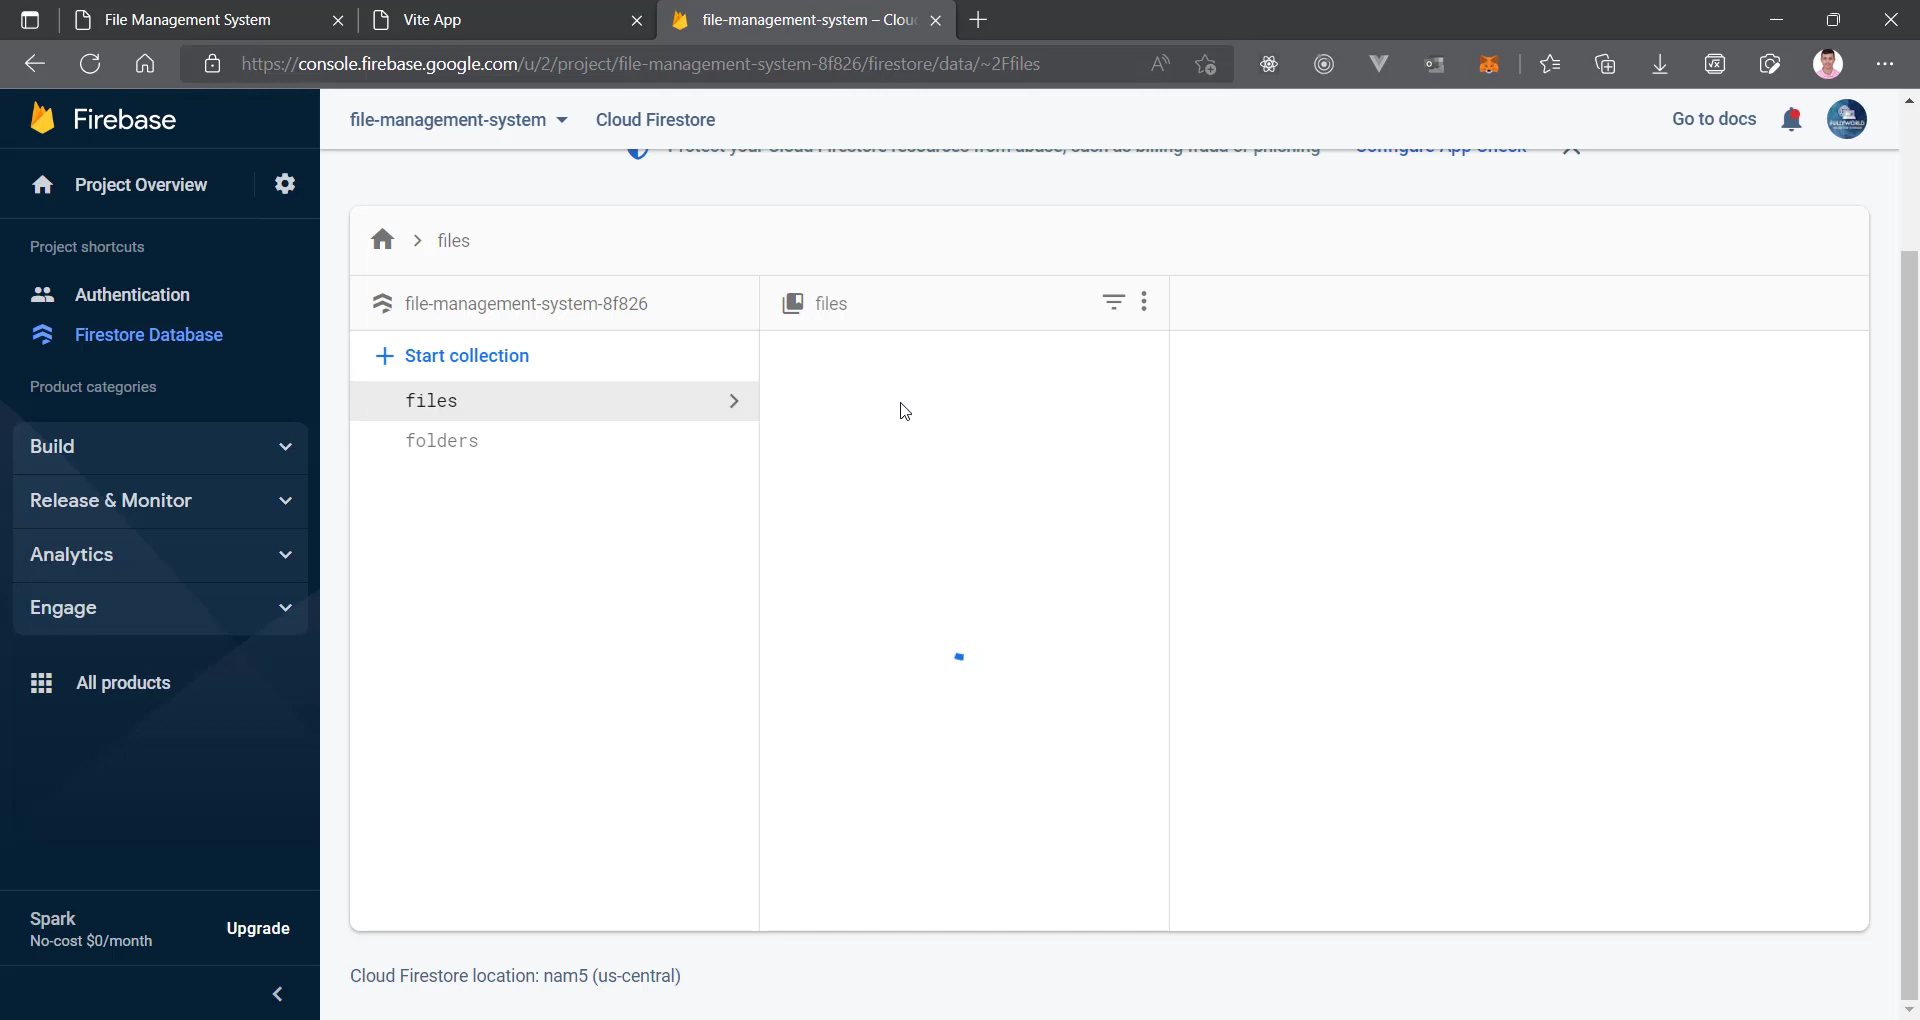 File Management System
Vite App
file-management-system – Clou
https://console.firebase.google.com/u/2/project/file-management-system-8f826/firestore/data/~2Ffiles
Firebase
file-management-system
Cloud Firestore
Go to docs
Protect your Cloud Firestore resources from abuse, such as billing fraud or phishing
Configure App Check
Project Overview
Project shortcuts
Authentication
Firestore Database
Product categories
Build
Release & Monitor
Analytics
Engage
All products
Spark
No-cost $0/month
Upgrade
files
file-management-system-8f826
files
Start collection
files
folders
Cloud Firestore location: nam5 (us-central)